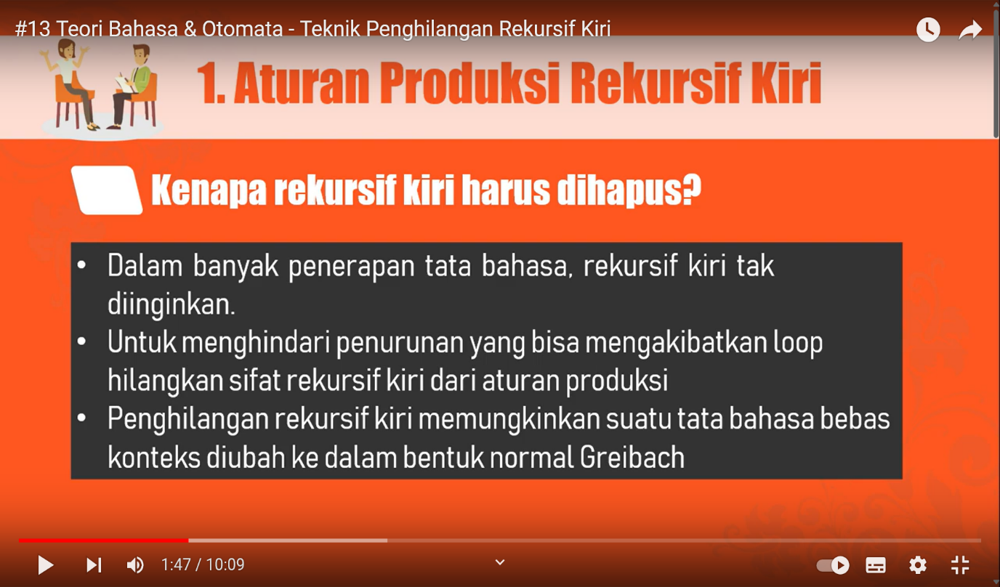 #13 Teori Bahasa & Otomata - Teknik Penghilangan Rekursif Kiri
1. Aturan Produksi Rekursif Kiri
Kenapa rekursif kiri harus dihapus?
• Dalam banyak penerapan tata bahasa, rekursif kiri tak
diinginkan.
• Untuk menghindari penurunan yang bisa mengakibatkan loop
hilangkan sifat rekursif kiri dari aturan produksi
• Penghilangan rekursif kiri memungkinkan suatu tata bahasa bebas
konteks diubah ke dalam bentuk normal Greibach
1:47 / 10:09